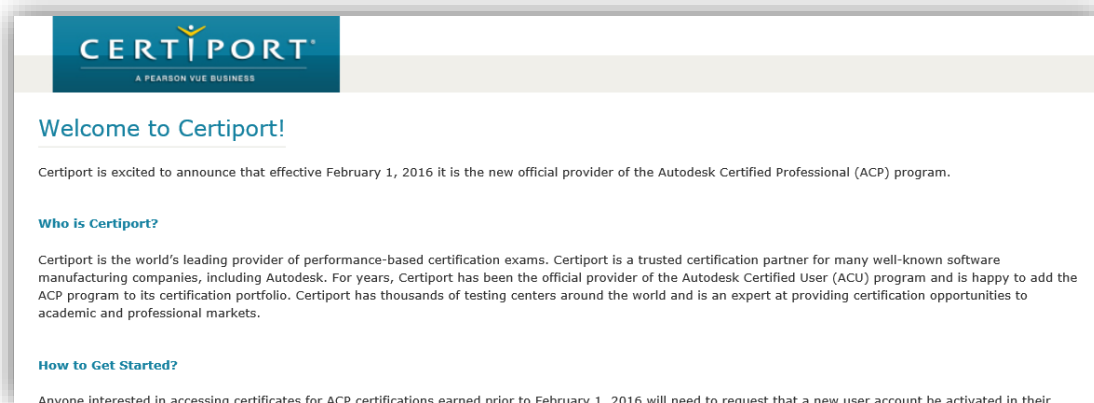 CERTIPORT®
A PEARSON VUE BUSINESS
Welcome to Certiport!
Certiport is excited to announce that effective February 1, 2016 it is the new official provider of the Autodesk Certified Professional (ACP) program.
Who is Certiport?
Certiport is the world's leading provider of performance-based certification exams. Certiport is a trusted certification partner for many well-known software
manufacturing companies, including Autodesk. For years, Certiport has been the official provider of the Autodesk Certified User (ACU) program and is happy to add the
ACP program to its certification portfolio. Certiport has thousands of testing centers around the world and is an expert at providing certification opportunities to
academic and professional markets.
How to Get Started?
Anyone interested in accessing certificates for ACP certifications earned prior to February 1, 2016 will need to request that a new user account be activated in their